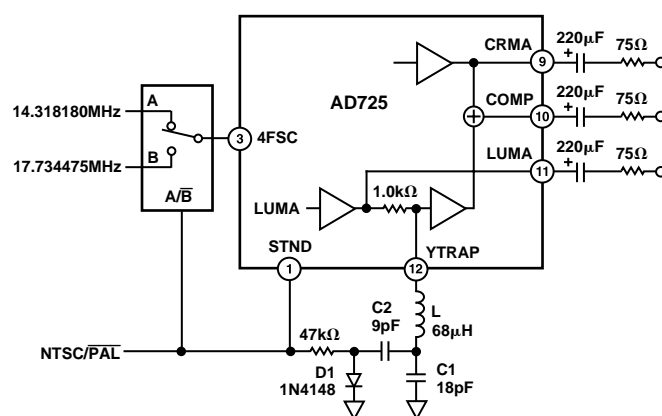 CRMA
9
+
220µF
75Ω
AD725
14.318180MHz
A
3
4FSC
COMP
10
+
220µF
75Ω
17.734475MHz
B
A/B̅
LUMA
11
+
220µF
75Ω
LUMA
1.0kΩ
STND
1
YTRAP
12
L
68µH
C2
9pF
NTSC/P̅A̅L̅
47kΩ
D1
1N4148
C1
18pF